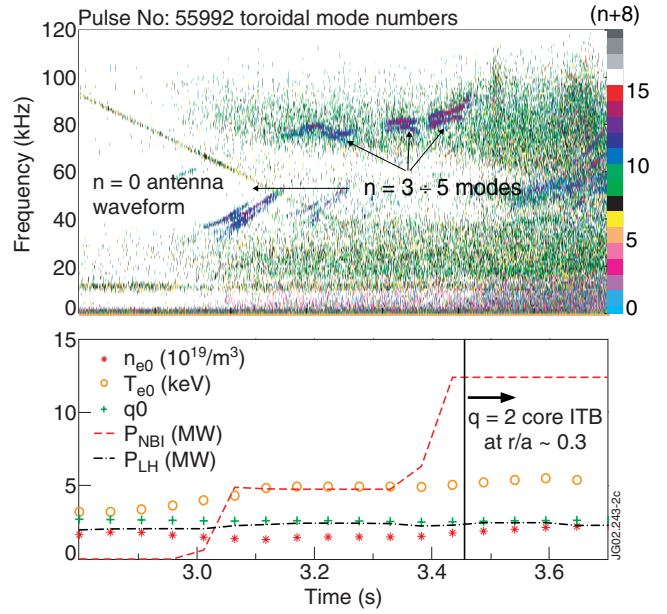 Pulse No: 55992 toroidal mode numbers
(n+8)
120
100
80
60
40
20
0
Frequency (kHz)
n = 0 antenna
waveform
n = 3 ÷ 5 modes
15
10
5
0
15
10
5
0
n_e0 (10^19/m^3)
T_e0 (keV)
q0
P_NBI (MW)
P_LH (MW)
q = 2 core ITB
at r/a ~ 0.3
JG02.243-2c
3.0
3.2
3.4
3.6
Time (s)